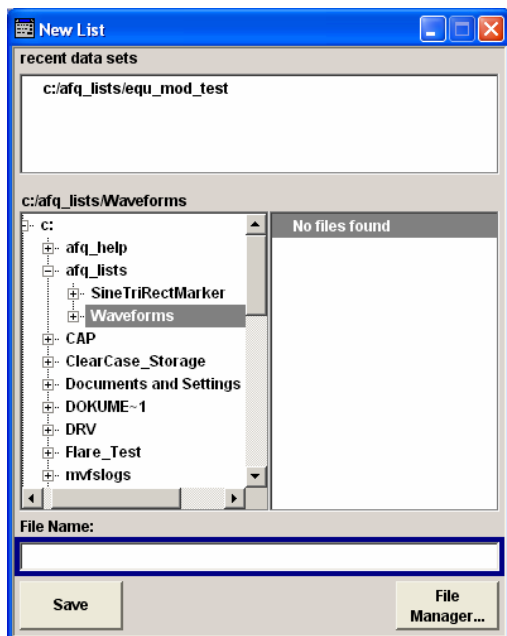 New List
recent data sets
c:/afq_lists/equ_mod_test
c:/afq_lists/Waveforms
c:
afq_help
afq_lists
SineTriRectMarker
Waveforms
CAP
ClearCase_Storage
Documents and Settings
DOKUME~1
DRV
Flare_Test
mvfslogs
No files found
File Name:
Save
File
Manager...